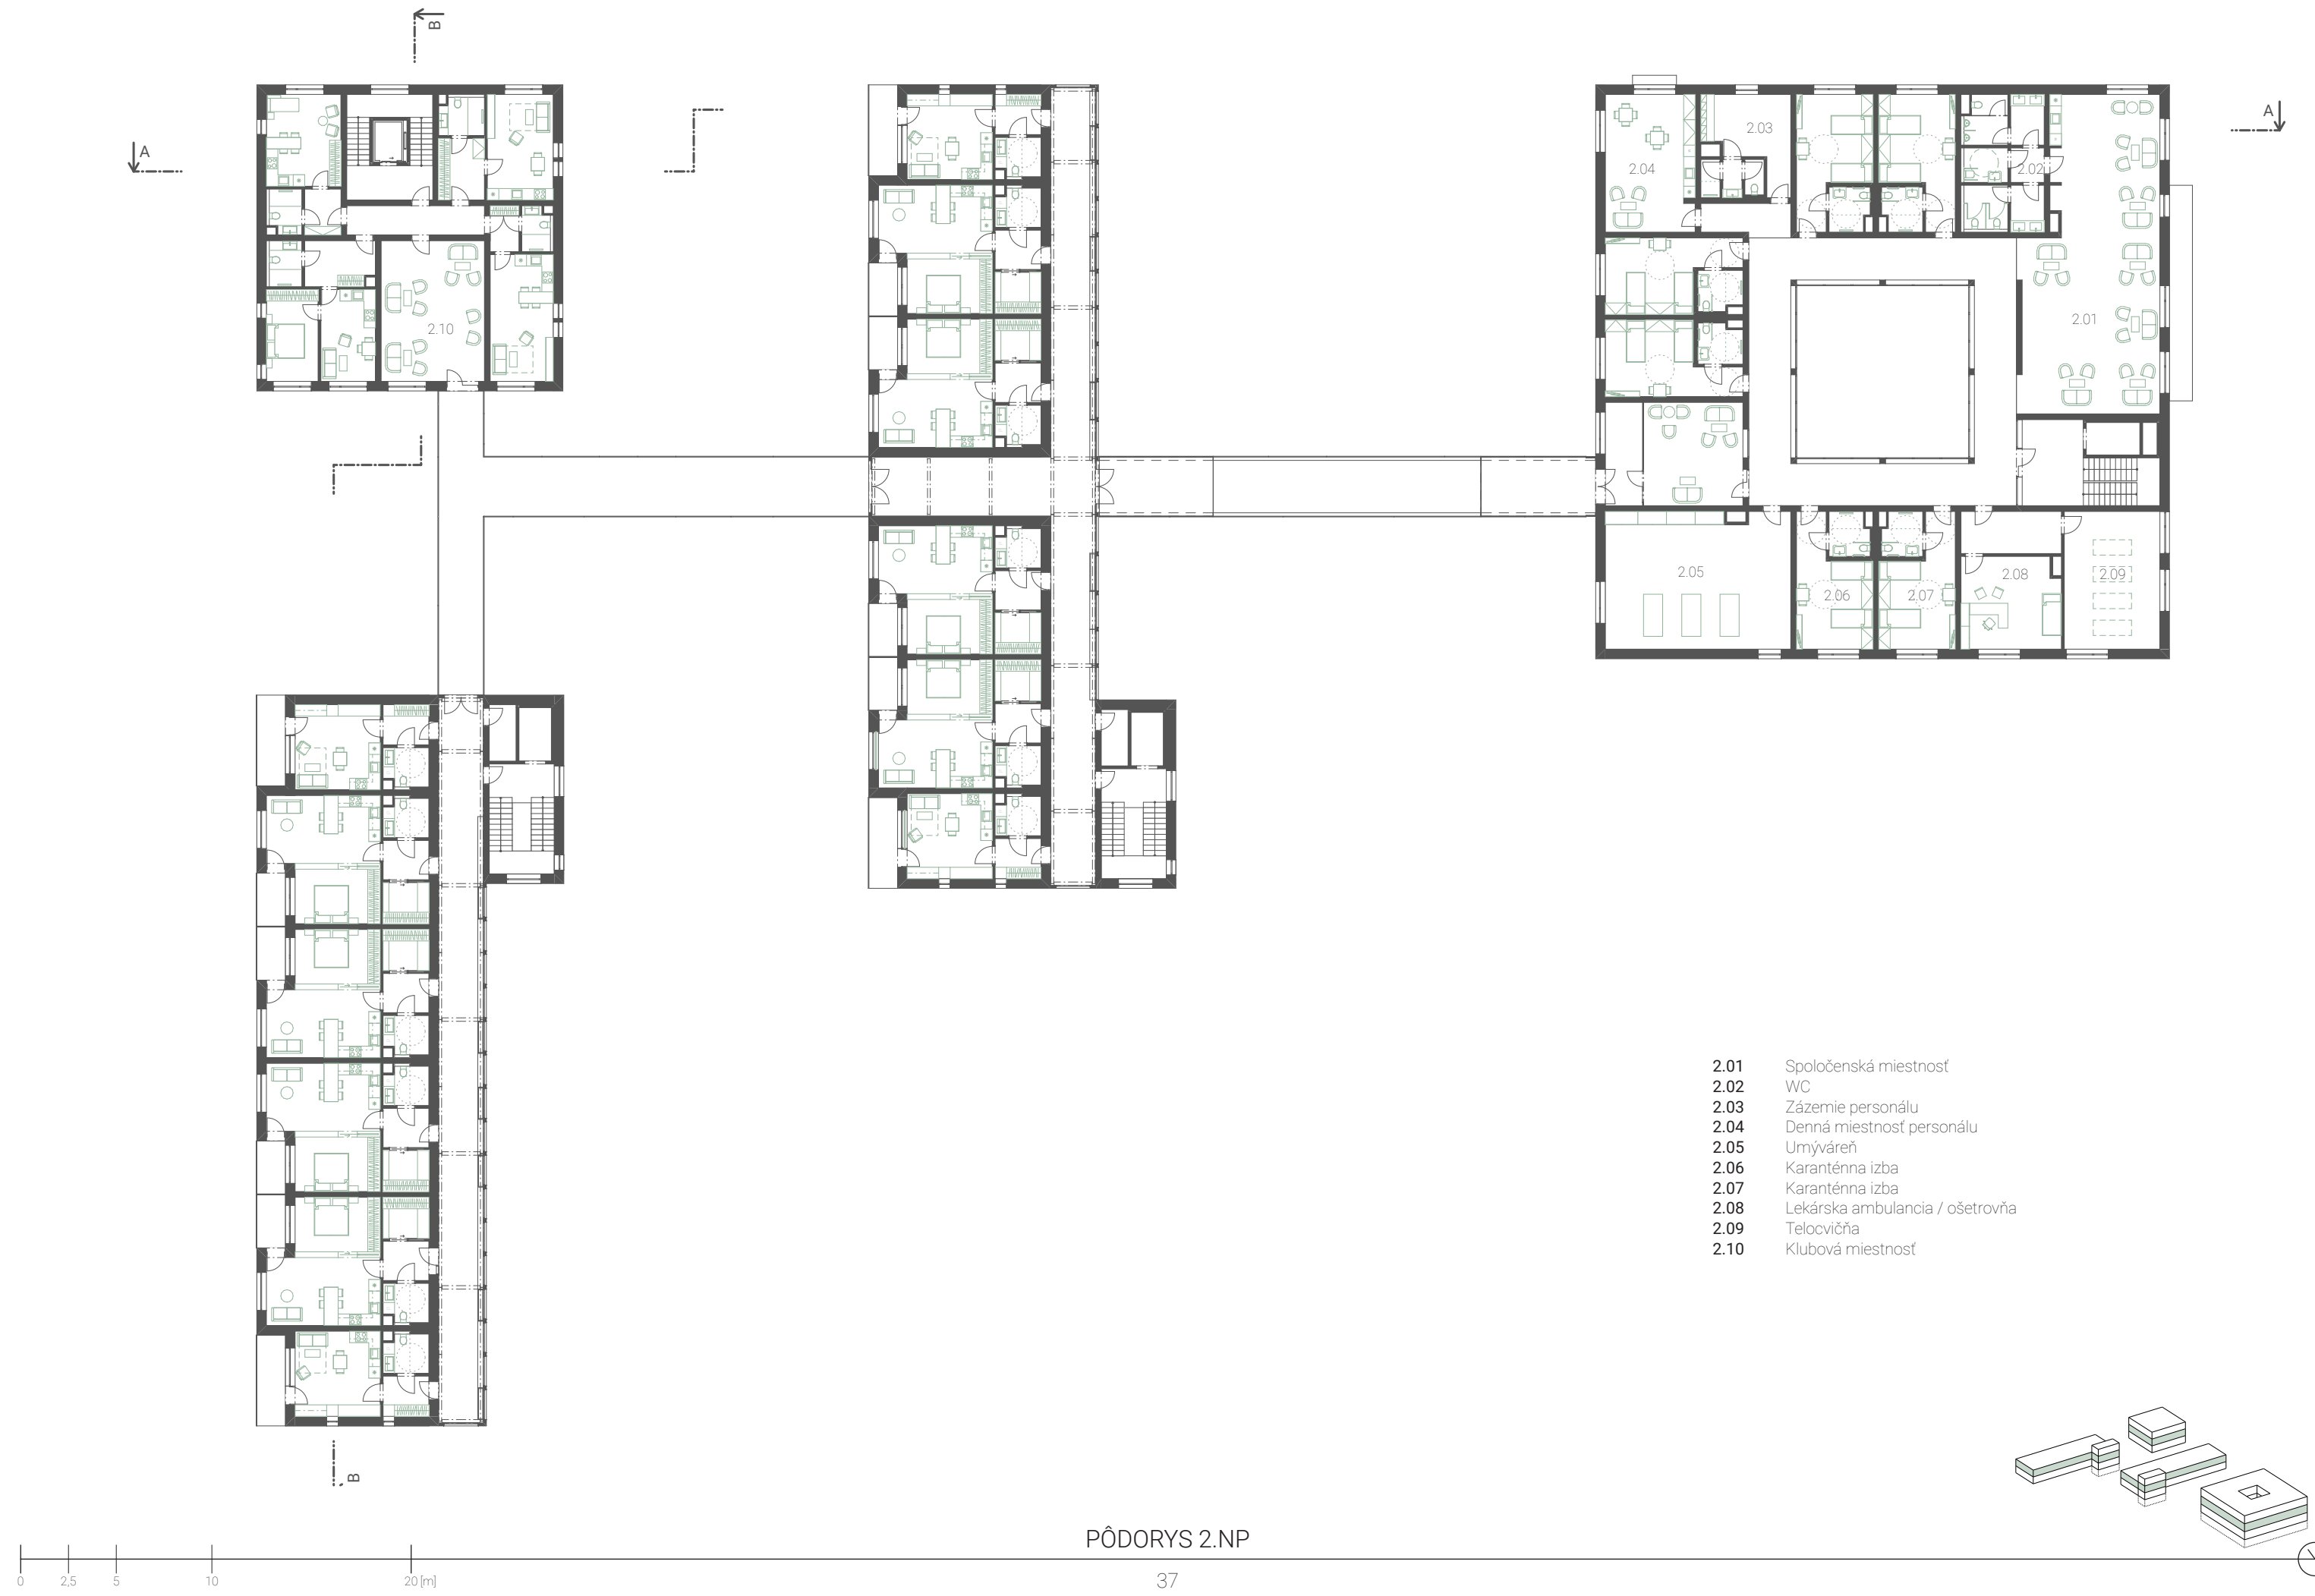 B
A
A
2.03
2.04
2.02
2.01
2.10
2.05
2.06
2.07
2.08
2.09
2.01 Spoločenská miestnosť
2.02 WC
2.03 Zázemie personálu
2.04 Denná miestnosť personálu
2.05 Umýváreň
2.06 Karanténna izba
2.07 Karanténna izba
2.08 Lekárska ambulancia / ošetrovňa
2.09 Telocvičňa
2.10 Klubová miestnosť
B
PÔDORYS 2.NP
0 2,5 5 10 20 [m]
37